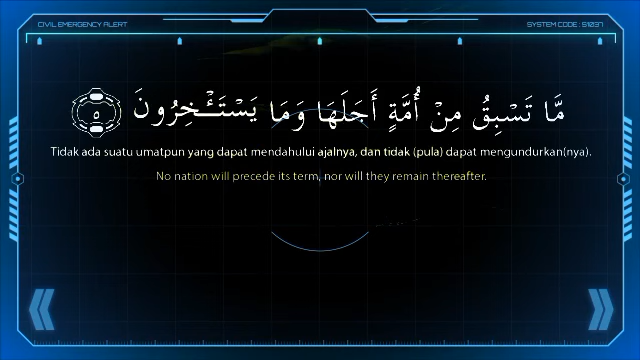 CIVIL EMERGENCY ALERT
SYSTEM CODE : 51037
مَّا تَسْبِقُ مِنْ أُمَّةٍ أَجَلَهَا وَمَا يَسْتَـْٔخِرُونَ ٥
Tidak ada suatu umatpun yang dapat mendahului ajalnya, dan tidak (pula) dapat mengundurkan(nya).
No nation will precede its term, nor will they remain thereafter.